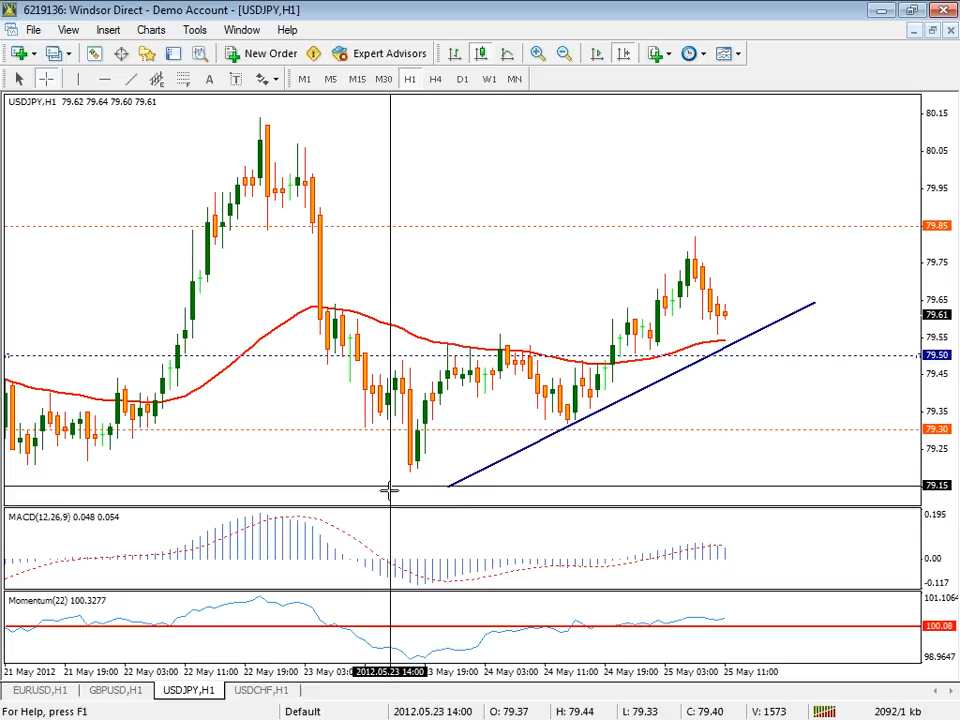 6219136: Windsor Direct - Demo Account - [USDJPY,H1]
File View Insert Charts Tools Window Help
New Order Expert Advisors
A T M1 M5 M15 M30 H1 H4 D1 W1 MN
USDJPY,H1 79.62 79.64 79.60 79.61
80.15
80.05
79.95
79.85
79.75
79.65
79.61
79.55
79.50
79.45
79.35
79.30
79.25
79.15
MACD(12,26,9) 0.048 0.054
0.195
0.00
-0.117
Momentum(22) 100.3277
101.1064
100.08
98.9647
21 May 2012 21 May 19:00 22 May 03:00 22 May 11:00 22 May 19:00 23 May 03:0 2012.05.23 14:00 3 May 19:00 24 May 03:00 24 May 11:00 24 May 19:00 25 May 03:00 25 May 11:00
EURUSD,H1 GBPUSD,H1 USDJPY,H1 USDCHF,H1
For Help, press F1 Default 2012.05.23 14:00 O: 79.37 H: 79.44 L: 79.33 C: 79.40 V: 1573 2092/1 kb